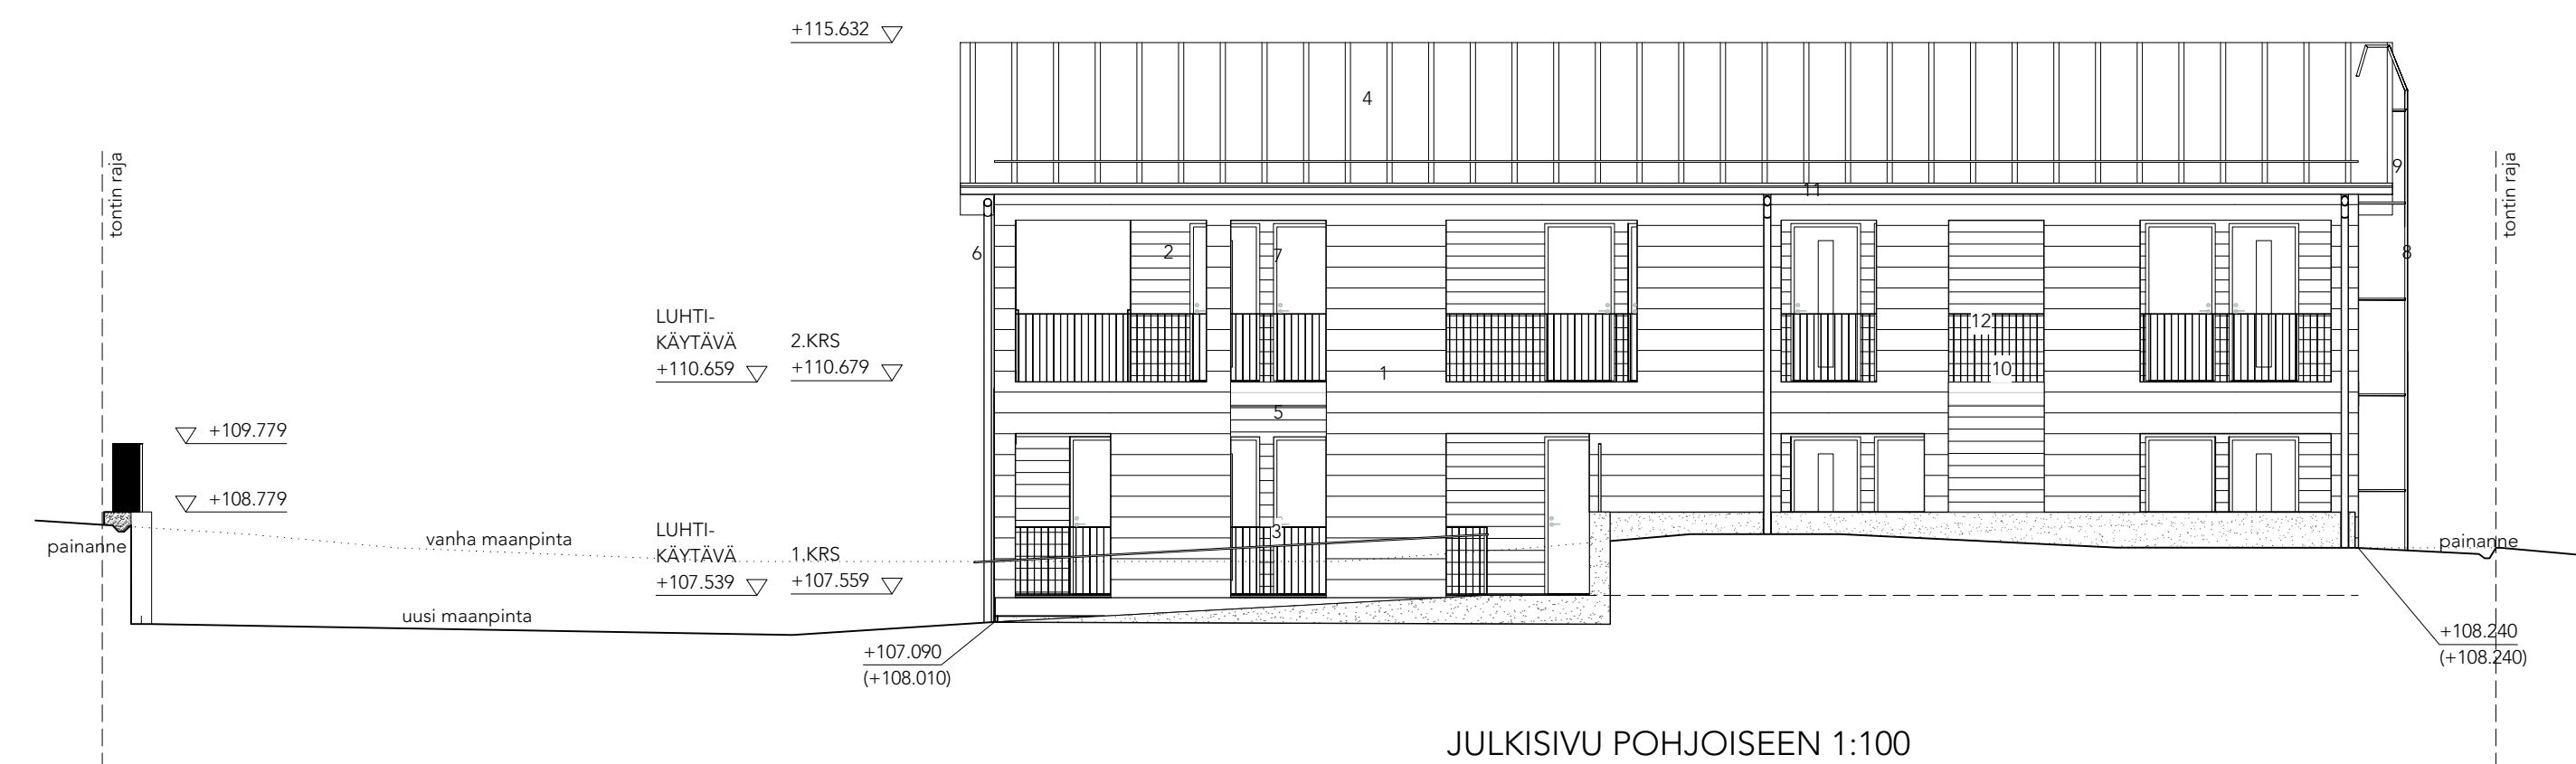 +115.632
4
tontin raja
9
tontin raja
11
6
2
7
8
LUHTI-
KÄYTÄVÄ
+110.659
2.KRS
+110.679
12
10
1
5
+109.779
+108.779
3
painanne
vanha maanpinta
LUHTI-
KÄYTÄVÄ
+107.539
1.KRS
+107.559
painanne
uusi maanpinta
+107.090
(+108.010)
+108.240
(+108.240)
JULKISIVU POHJOISEEN 1:100